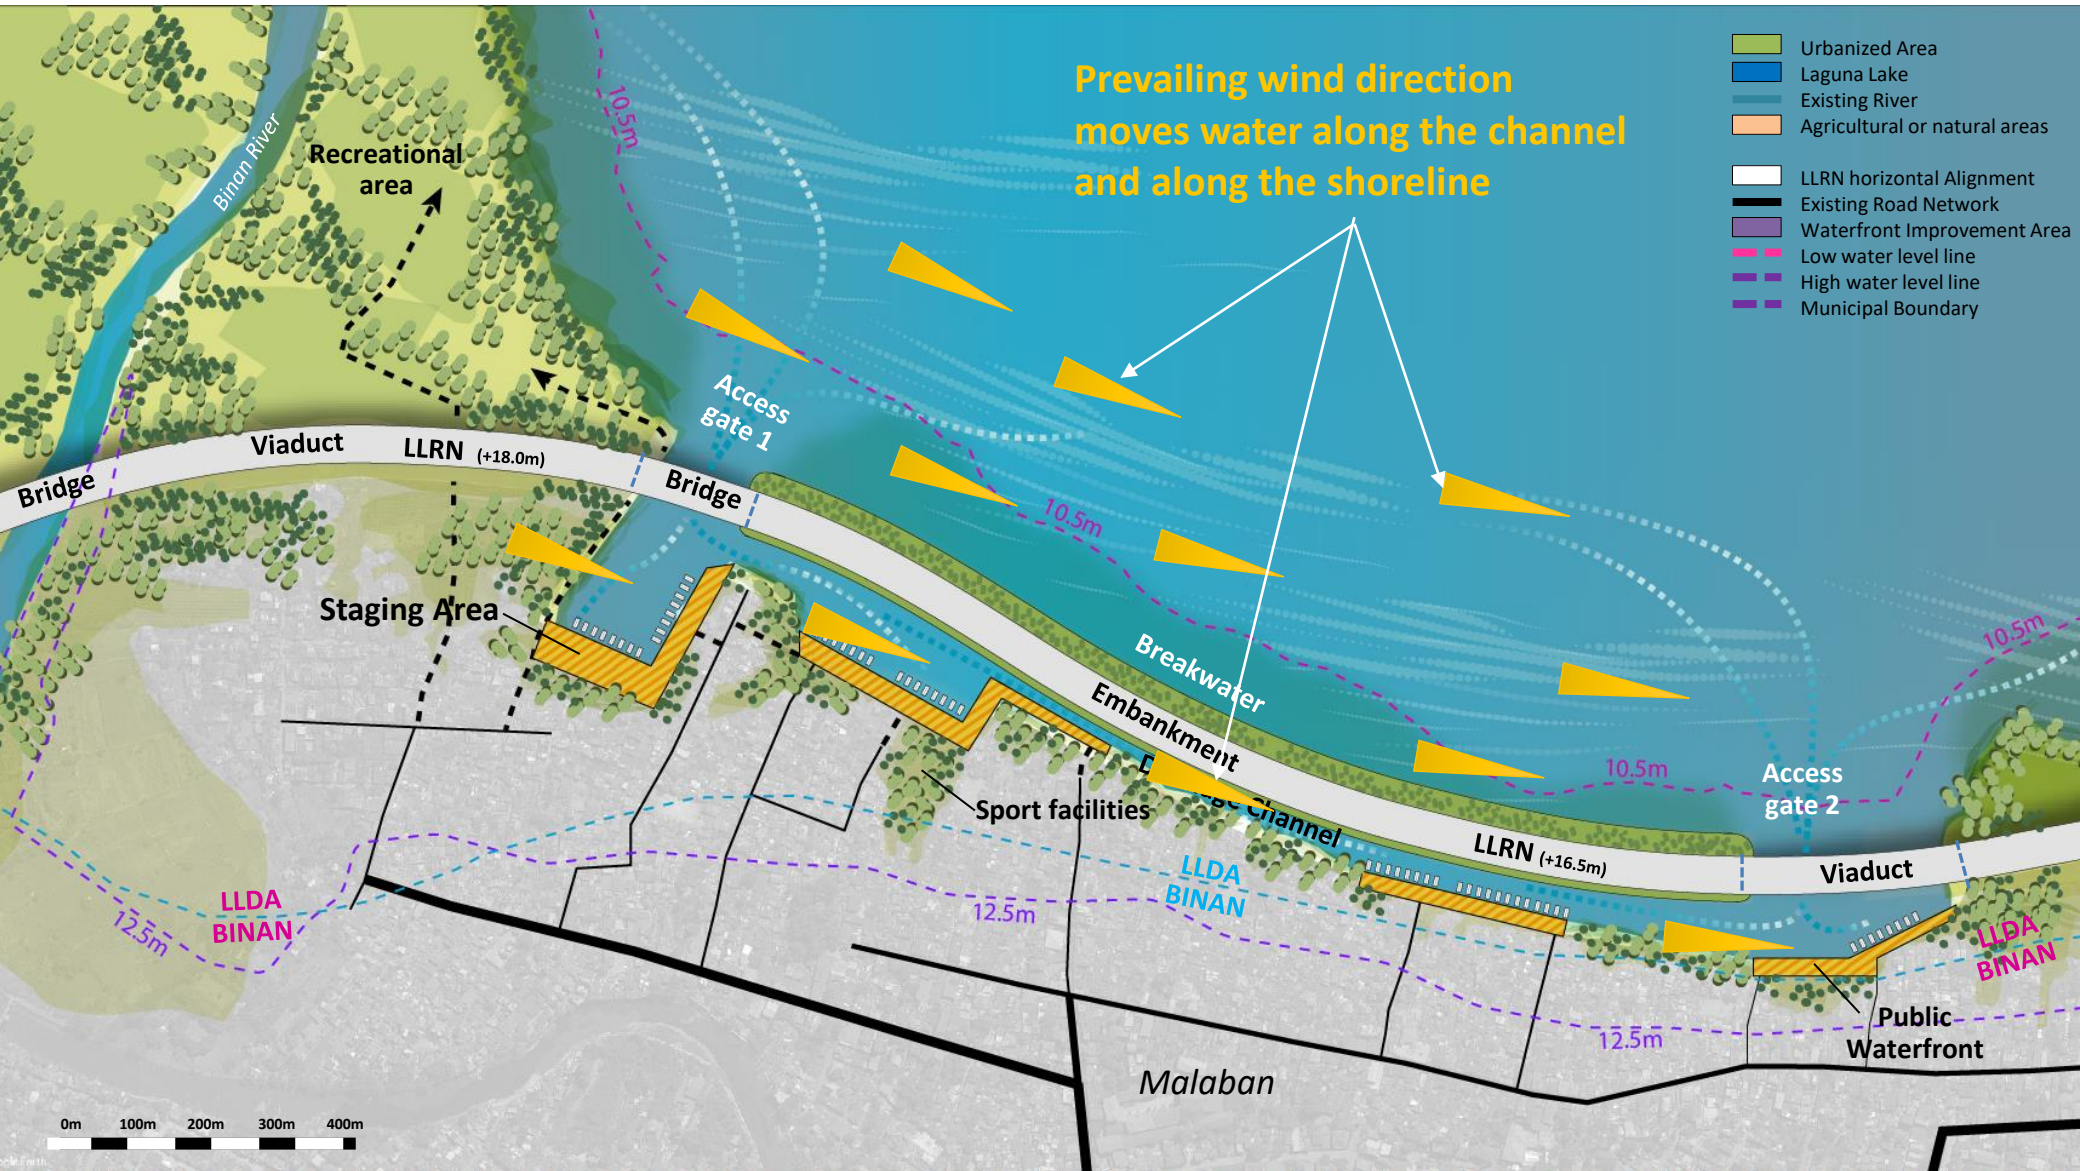 Prevailing wind direction
moves water along the channel
and along the shoreline
Urbanized Area
Laguna Lake
Existing River
Agricultural or natural areas
LLRN horizontal Alignment
Existing Road Network
Waterfront Improvement Area
Low water level line
High water level line
Municipal Boundary
10.5m
Binan River
Recreational
area
Access
gate 1
Viaduct
LLRN (+18.0m)
Bridge
Bridge
10.5m
Staging Area
Breakwater
Embankment
10.5m
10.5m
Access
gate 2
Channel
Sport facilities
LLRN (+16.5m)
Viaduct
LLDA
BINAN
12.5m
LLDA
BINAN
12.5m
LLDA
BINAN
12.5m
Public
Waterfront
Malaban
0m 100m 200m 300m 400m